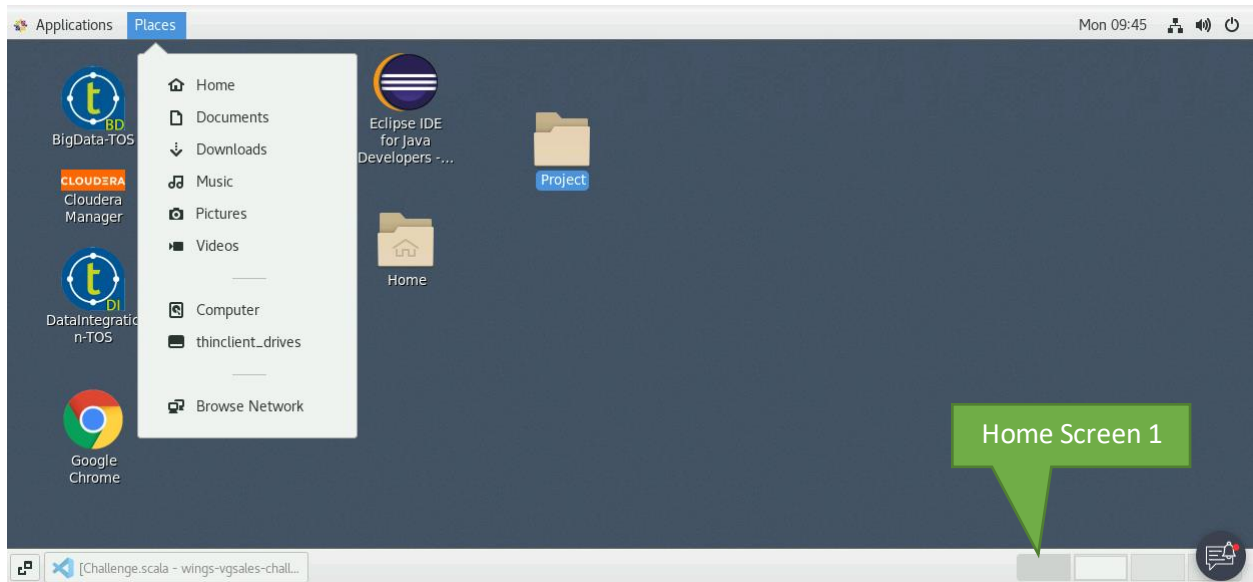 Applications Places Mon 09:45
Home
Documents
Downloads
Music
Pictures
Videos
Computer
thinclient_drives
Browse Network
t
BD
BigData-TOS
CLOUDERA
Cloudera
Manager
t
DI
DataIntegratio
n-TOS
Google
Chrome
Eclipse IDE
for Java
Developers -...
Home
Project
Home Screen 1
[Challenge.scala - wings-vgsales-chall...